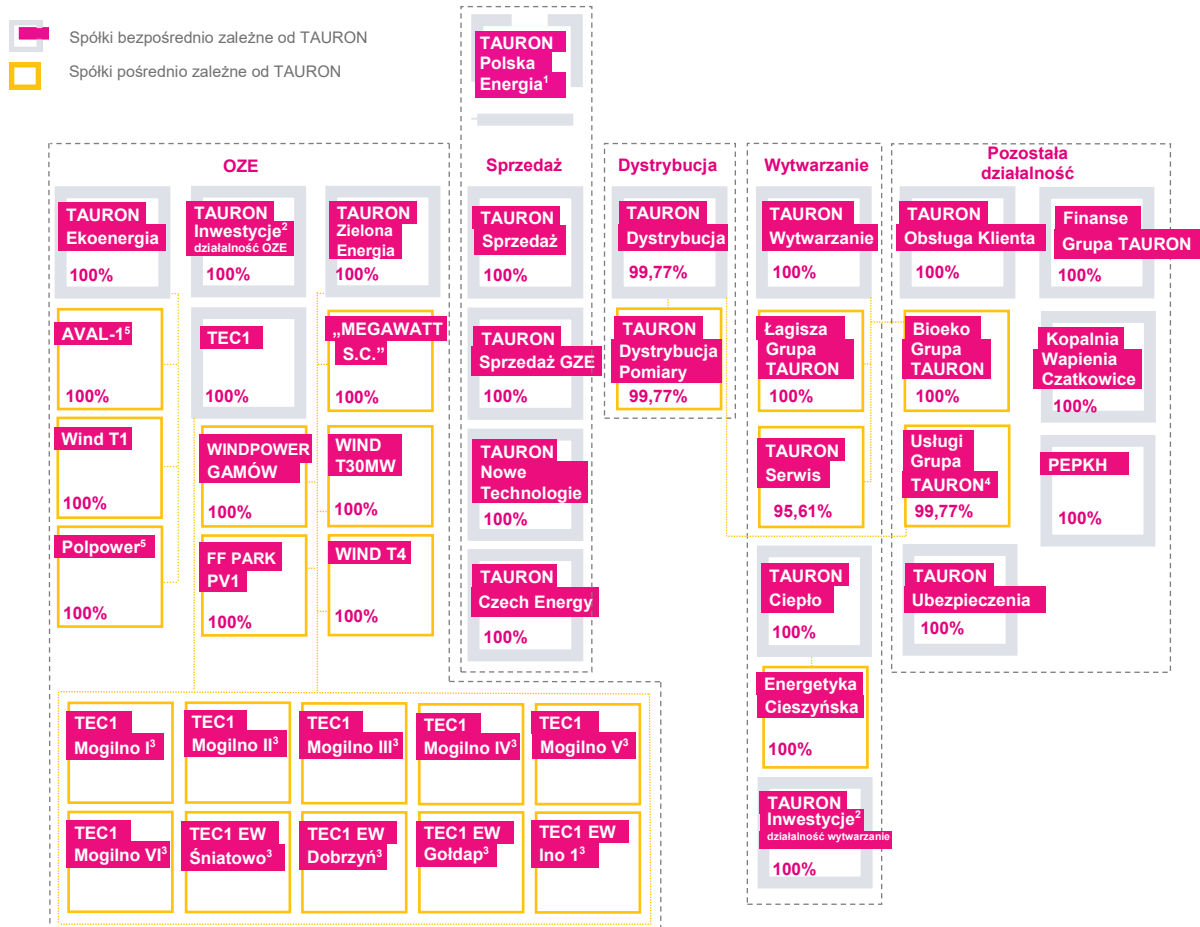 Spółki bezpośrednio zależne od TAURON
Spółki pośrednio zależne od TAURON
TAURON
Polska
Energia¹
OZE
TAURON
Ekoenergia
100%
TAURON
Inwestycje²
działalność OZE
100%
TAURON
Zielona
Energia
100%
AVAL-1⁵
100%
TEC1
100%
„MEGAWATT
S.C.”
100%
Wind T1
100%
WINDPOWER
GAMÓW
100%
WIND
T30MW
100%
Polpower⁵
100%
FF PARK
PV1
100%
WIND T4
100%
TEC1
Mogilno I³
TEC1
Mogilno II³
TEC1
Mogilno III³
TEC1
Mogilno IV³
TEC1
Mogilno V³
TEC1
Mogilno VI³
TEC1 EW
Śniatowo³
TEC1 EW
Dobrzyń³
TEC1 EW
Gołdap³
TEC1 EW
Ino 1³
Sprzedaż
TAURON
Sprzedaż
100%
TAURON
Sprzedaż GZE
100%
TAURON
Nowe
Technologie
100%
TAURON
Czech Energy
100%
Dystrybucja
TAURON
Dystrybucja
99,77%
TAURON
Dystrybucja
Pomiary
99,77%
Wytwarzanie
TAURON
Wytwarzanie
100%
Łagisza
Grupa
TAURON
100%
TAURON
Serwis
95,61%
TAURON
Ciepło
100%
Energetyka
Cieszyńska
100%
TAURON
Inwestycje²
działalność wytwarzanie
100%
Pozostała
działalność
TAURON
Obsługa Klienta
100%
Finanse
Grupa TAURON
100%
Bioeko
Grupa
TAURON
100%
Kopalnia
Wapienia
Czatkowice
100%
Usługi
Grupa
TAURON⁴
99,77%
PEPKH
100%
TAURON
Ubezpieczenia
100%